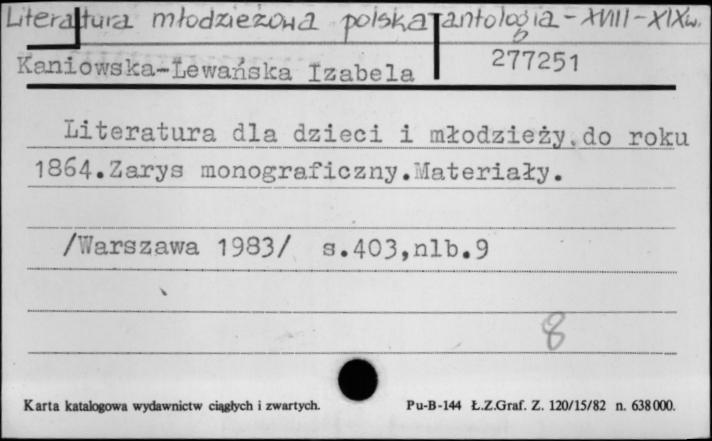 Literatura młodzieżowa polska antologia - XVIII - XIX w.
Kaniowska-Lewańska Izabela 277251
Literatura dla dzieci i młodzieży do roku
1864.Zarys monograficzny.Materiały.
/Warszawa 1983/ s.403,nlb.9
8
Karta katalogowa wydawnictw ciągłych i zwartych. Pu-B-144 Ł.Z.Graf. Z. 120/15/82 n. 638000.